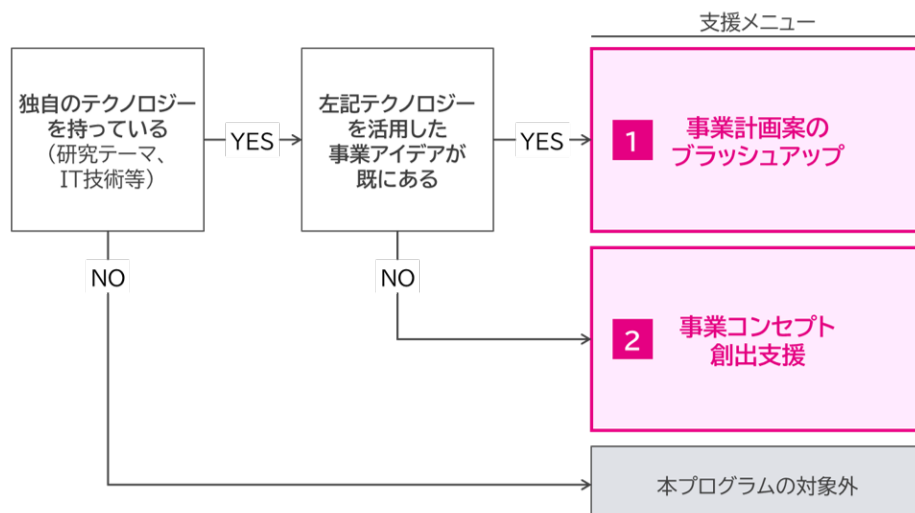 支援メニュー
独自のテクノロジー
を持っている
（研究テーマ、
IT技術等）
YES
左記テクノロジー
を活用した
事業アイデアが
既にある
YES
1
事業計画案の
ブラッシュアップ
NO
NO
2
事業コンセプト
創出支援
本プログラムの対象外